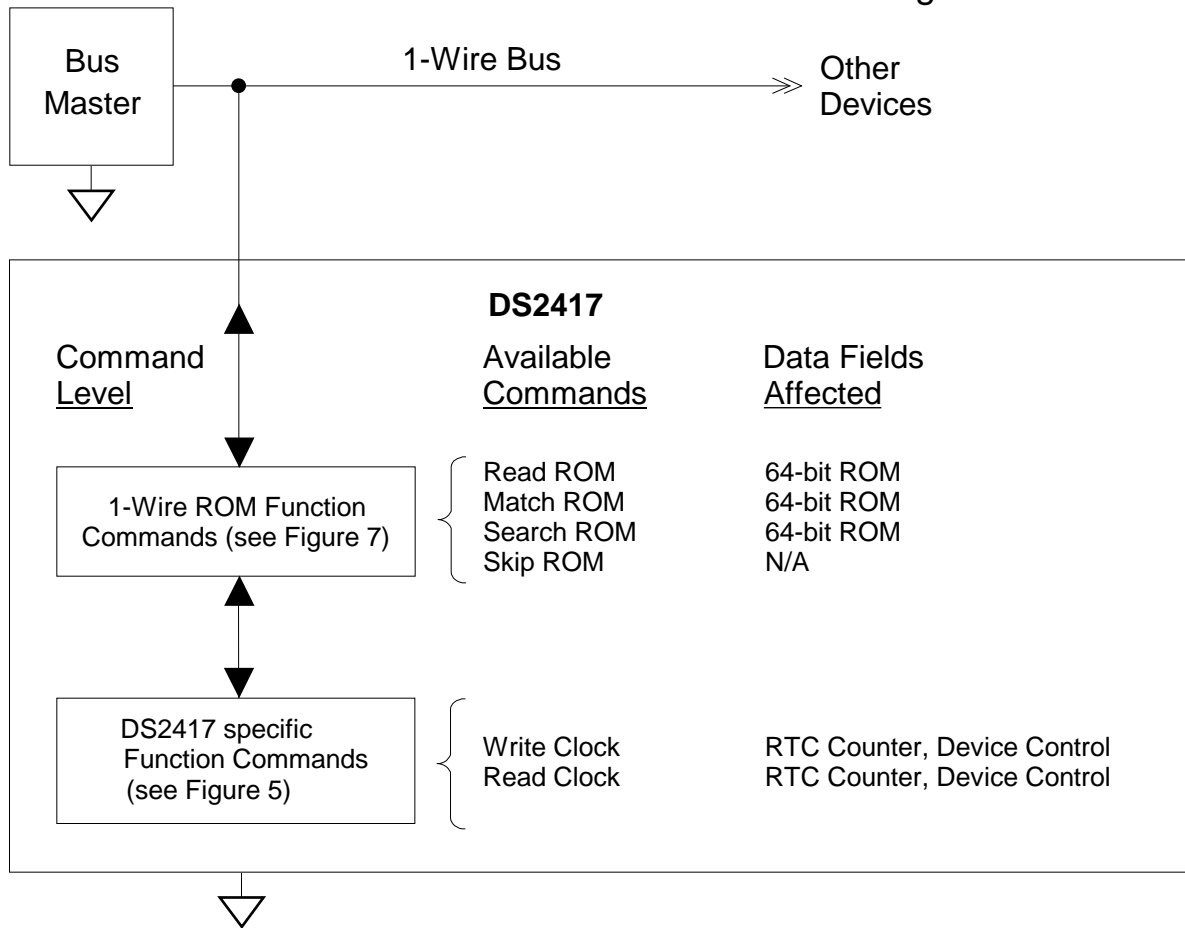 Bus
Master
1-Wire Bus
Other
Devices
DS2417
Command
Level
Available
Commands
Data Fields
Affected
1-Wire ROM Function
Commands (see Figure 7)
Read ROM 64-bit ROM
Match ROM 64-bit ROM
Search ROM 64-bit ROM
Skip ROM N/A
DS2417 specific
Function Commands
(see Figure 5)
Write Clock RTC Counter, Device Control
Read Clock RTC Counter, Device Control